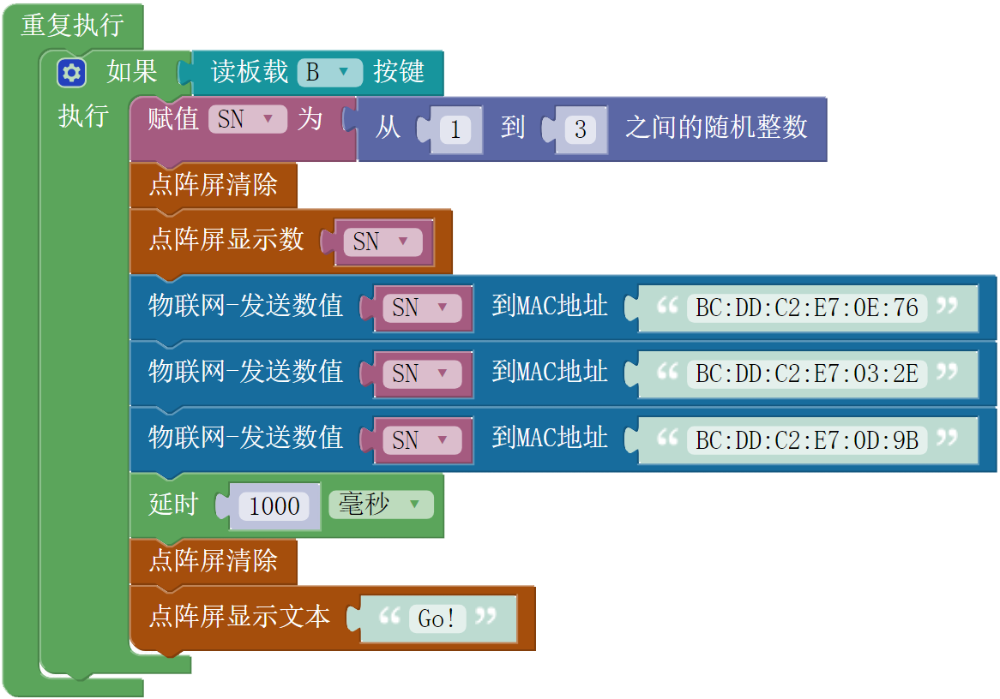 重复执行
如果 读板载 B 按键
执行 赋值 SN 为 从 1 到 3 之间的随机整数
点阵屏清除
点阵屏显示数 SN
物联网-发送数值 SN 到MAC地址 “ BC:DD:C2:E7:0E:76 ”
物联网-发送数值 SN 到MAC地址 “ BC:DD:C2:E7:03:2E ”
物联网-发送数值 SN 到MAC地址 “ BC:DD:C2:E7:0D:9B ”
延时 1000 毫秒
点阵屏清除
点阵屏显示文本 “ Go! ”